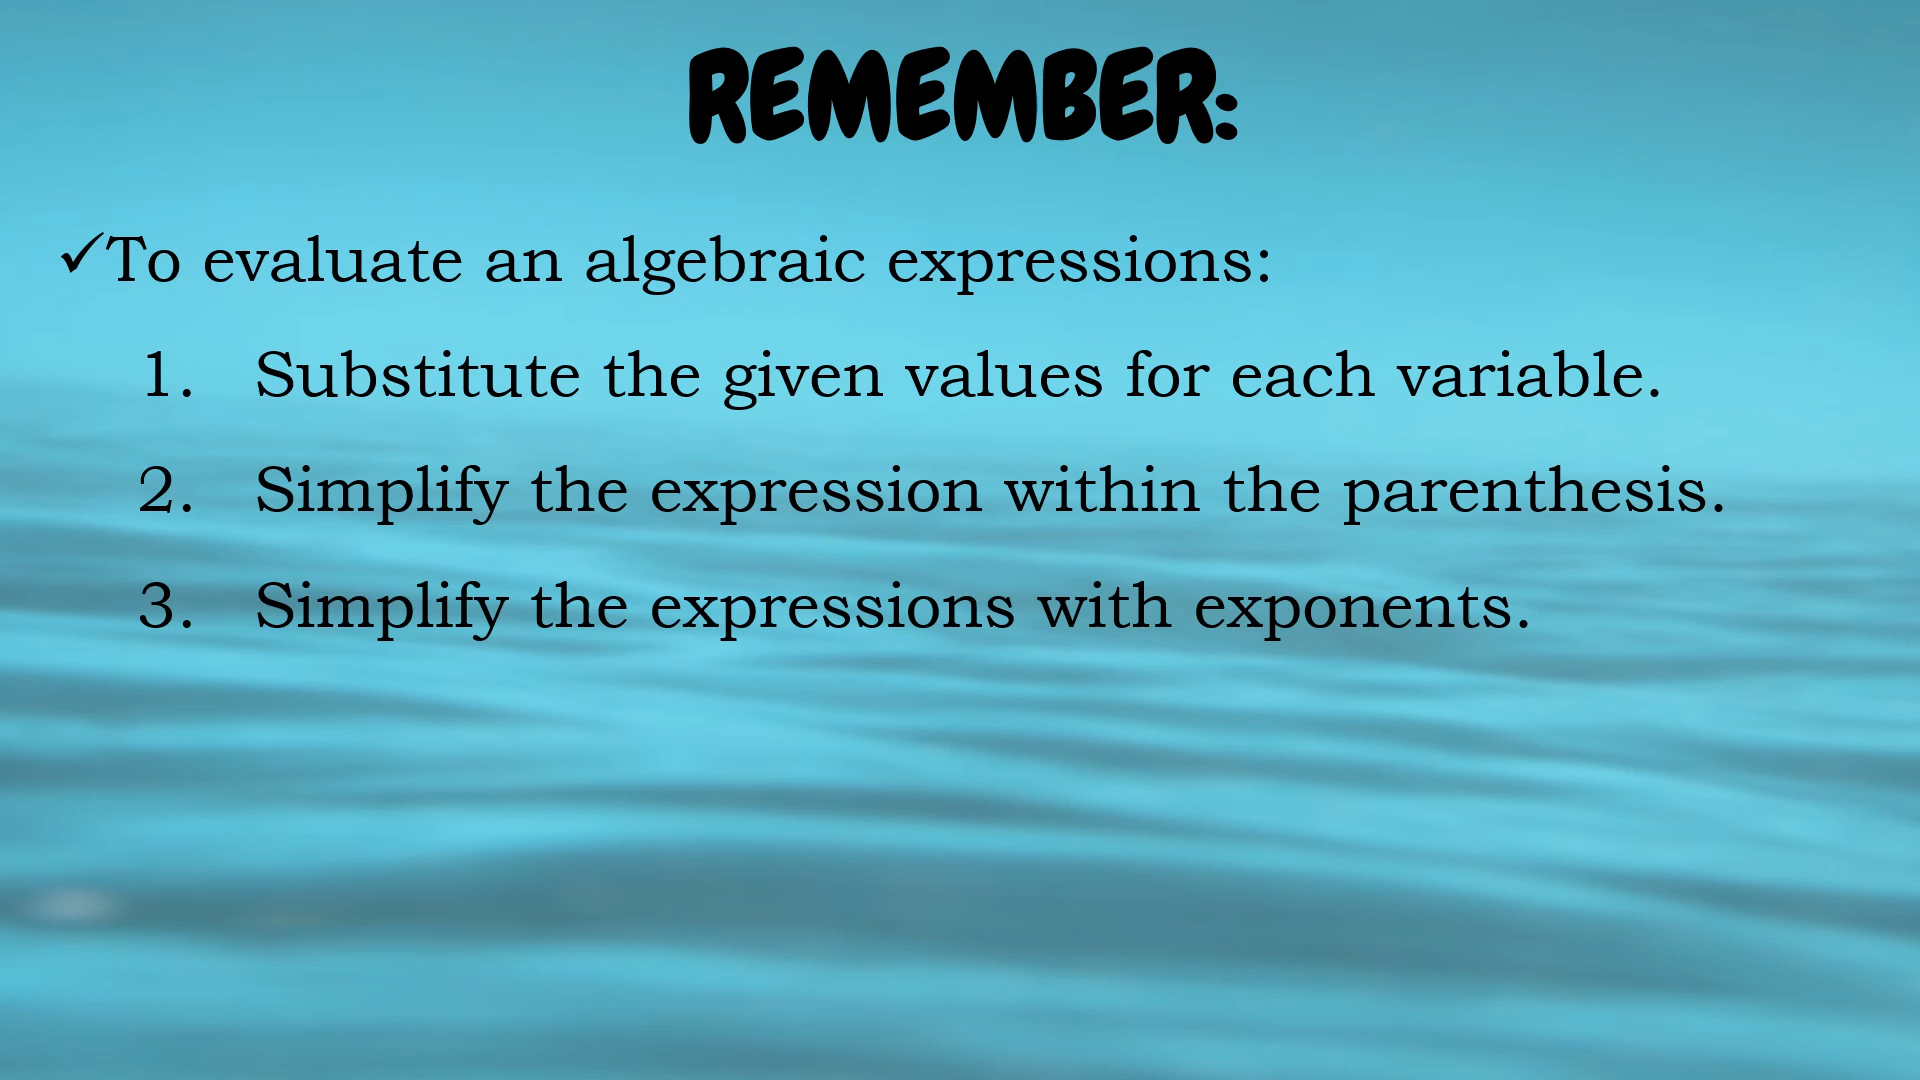 REMEMBER:
✓To evaluate an algebraic expressions:
1. Substitute the given values for each variable.
2. Simplify the expression within the parenthesis.
3. Simplify the expressions with exponents.